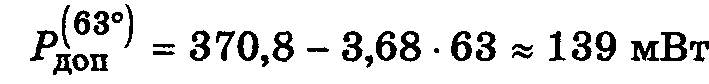 P_доп^(63°) = 370,8 – 3,68 · 63 ≈ 139 мВт